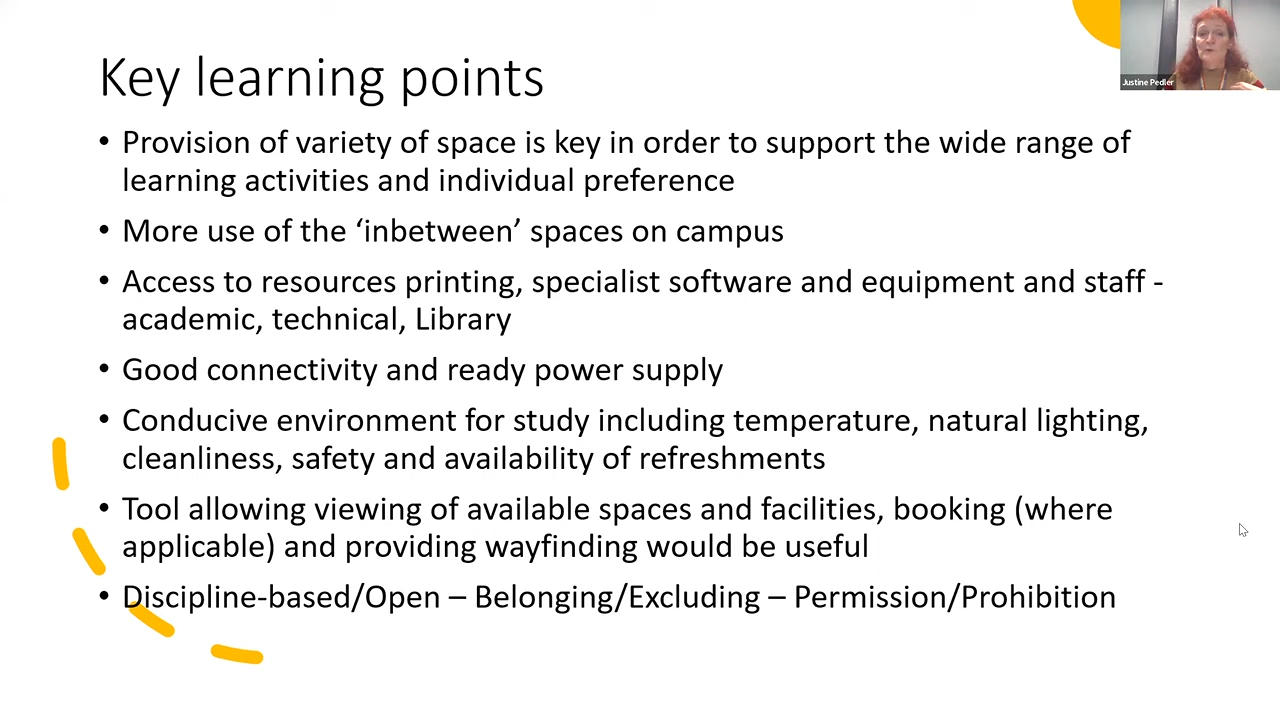 Key learning points
Justine Pedler
• Provision of variety of space is key in order to support the wide range of
learning activities and individual preference
• More use of the ‘inbetween’ spaces on campus
• Access to resources printing, specialist software and equipment and staff -
academic, technical, Library
• Good connectivity and ready power supply
• Conducive environment for study including temperature, natural lighting,
cleanliness, safety and availability of refreshments
• Tool allowing viewing of available spaces and facilities, booking (where
applicable) and providing wayfinding would be useful
• Discipline-based/Open – Belonging/Excluding – Permission/Prohibition